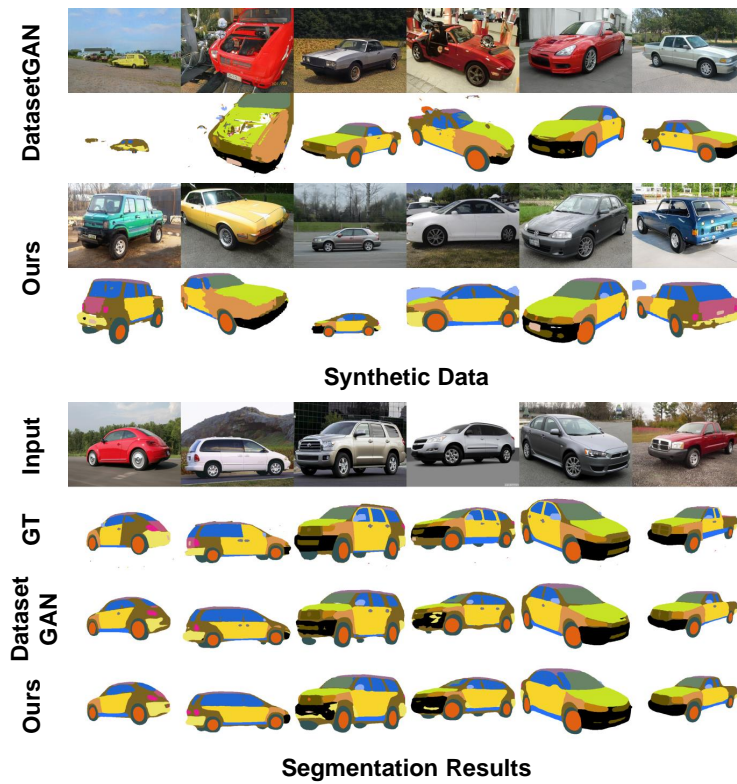 DatasetGAN
Ours
Synthetic Data
Input
GT
Dataset
GAN
Ours
Segmentation Results